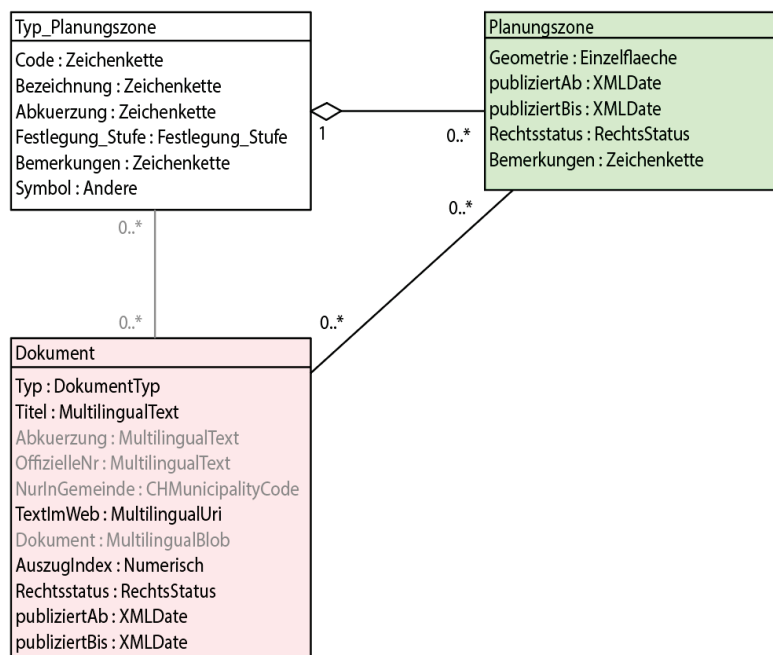 Typ_Planungszone
Code : Zeichenkette
Bezeichnung : Zeichenkette
Abkuerzung : Zeichenkette
Festlegung_Stufe : Festlegung_Stufe
Bemerkungen : Zeichenkette
Symbol : Andere
1
0..*
Planungszone
Geometrie : Einzelflaeche
publiziertAb : XMLDate
publiziertBis : XMLDate
Rechtsstatus : RechtsStatus
Bemerkungen : Zeichenkette
0..*
0..*
0..*
0..*
Dokument
Typ : DokumentTyp
Titel : MultilingualText
Abkuerzung : MultilingualText
OffizielleNr : MultilingualText
NurInGemeinde : CHMunicipalityCode
TextImWeb : MultilingualUri
Dokument : MultilingualBlob
AuszugIndex : Numerisch
Rechtsstatus : RechtsStatus
publiziertAb : XMLDate
publiziertBis : XMLDate